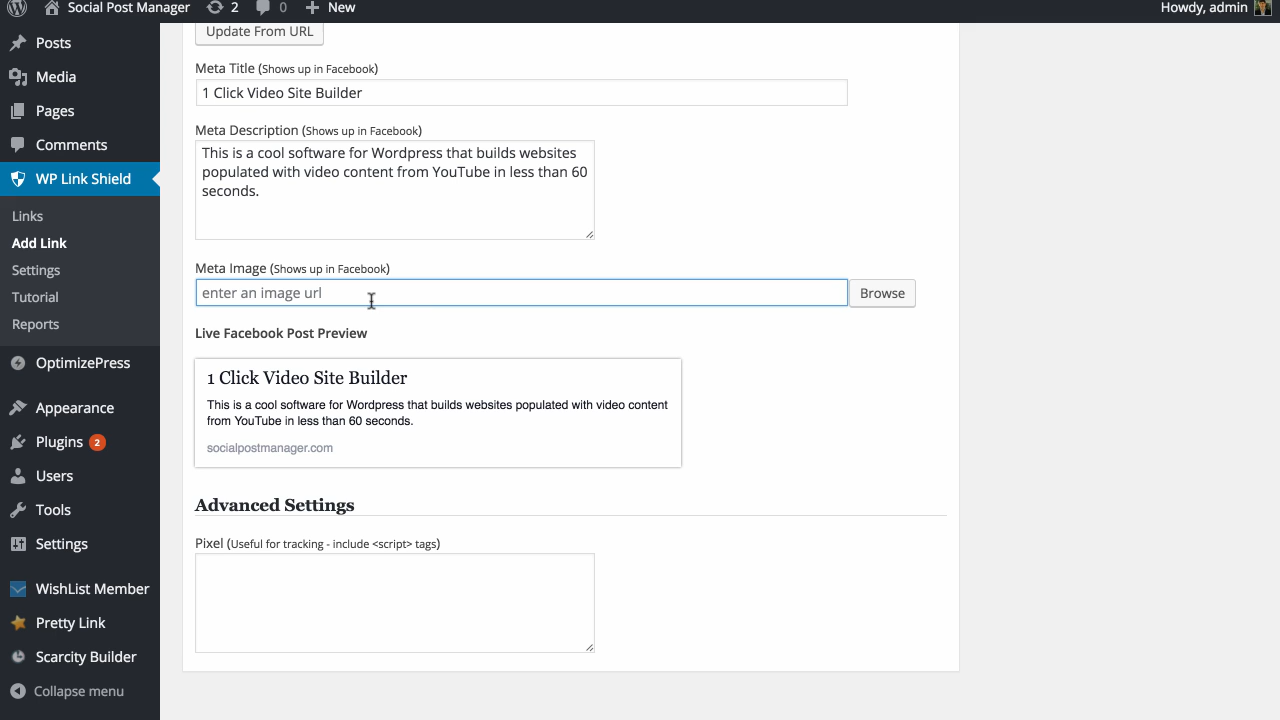 Social Post Manager 2 0 New Howdy, admin
Posts
Media
Pages
Comments
WP Link Shield
Links
Add Link
Settings
Tutorial
Reports
OptimizePress
Appearance
Plugins 2
Users
Tools
Settings
WishList Member
Pretty Link
Scarcity Builder
Collapse menu
Update From URL
Meta Title (Shows up in Facebook)
1 Click Video Site Builder
Meta Description (Shows up in Facebook)
This is a cool software for Wordpress that builds websites
populated with video content from YouTube in less than 60
seconds.
Meta Image (Shows up in Facebook)
enter an image url Browse
Live Facebook Post Preview
1 Click Video Site Builder
This is a cool software for Wordpress that builds websites populated with video content
from YouTube in less than 60 seconds.
socialpostmanager.com
Advanced Settings
Pixel (Useful for tracking - include <script> tags)